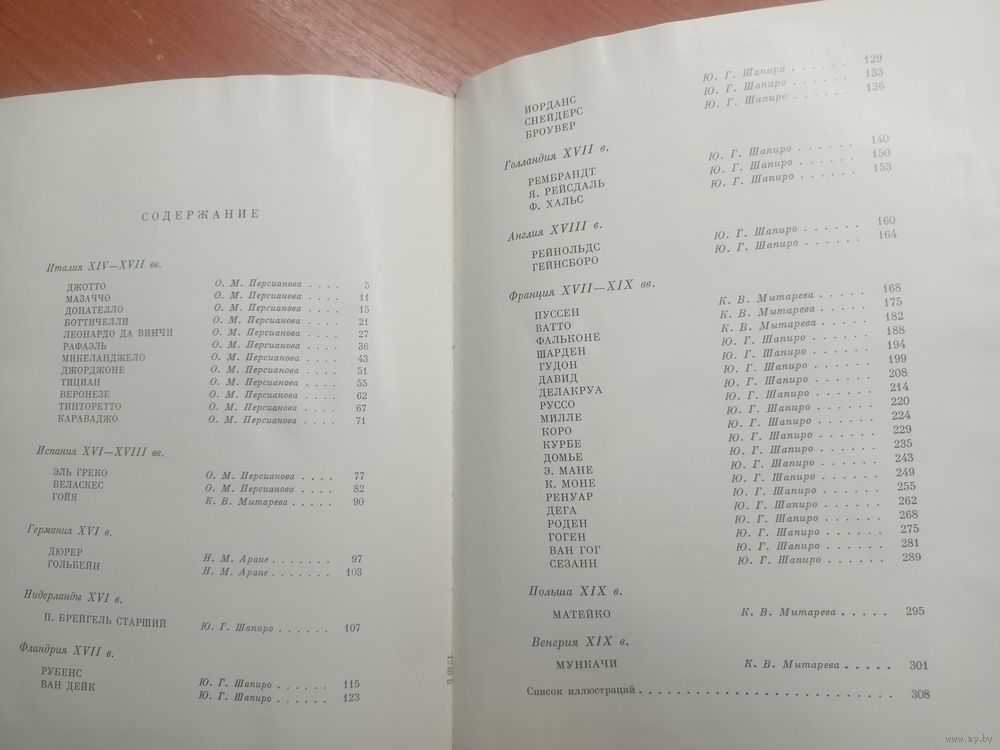 СОДЕРЖАНИЕ
Италия XIV—XVII вв.
ДЖОТТО О. М. Персианова . . . . 5
МАЗАЧЧО О. М. Персианова . . . . 11
ДОНАТЕЛЛО О. М. Персианова . . . . 15
БОТТИЧЕЛЛИ О. М. Персианова . . . . 21
ЛЕОНАРДО ДА ВИНЧИ О. М. Персианова . . . . 27
РАФАЭЛЬ О. М. Персианова . . . . 36
МИКЕЛАНДЖЕЛО О. М. Персианова . . . . 43
ДЖОРДЖОНЕ О. М. Персианова . . . . 51
ТИЦИАН О. М. Персианова . . . . 55
ВЕРОНЕЗЕ О. М. Персианова . . . . 62
ТИНТОРЕТТО О. М. Персианова . . . . 67
КАРАВАДЖО О. М. Персианова . . . . 71
Испания XVI—XVIII вв.
ЭЛЬ ГРЕКО О. М. Персианова . . . . 77
ВЕЛАСКЕС О. М. Персианова . . . . 82
ГОЙЯ К. В. Мытарева . . . . . 90
Германия XVI в.
ДЮРЕР Н. М. Аране . . . . . . . 97
ГОЛЬБЕЙН Н. М. Аране . . . . . . . 103
Нидерланды XVI в.
П. БРЕЙГЕЛЬ СТАРШИЙ Ю. Г. Шапиро . . . . . . 107
Фландрия XVII в.
РУБЕНС Ю. Г. Шапиро . . . . . . 115
ВАН ДЕЙК Ю. Г. Шапиро . . . . . . 123
ИОРДАНС Ю. Г. Шапиро . . . . . . 129
СНЕЙДЕРС Ю. Г. Шапиро . . . . . . 133
БРОУВЕР Ю. Г. Шапиро . . . . . . 136
Голландия XVII в.
РЕМБРАНДТ Ю. Г. Шапиро . . . . . . 140
Я. РЕЙСДАЛЬ Ю. Г. Шапиро . . . . . . 150
Ф. ХАЛЬС Ю. Г. Шапиро . . . . . . 153
Англия XVIII в.
РЕЙНОЛЬДС Ю. Г. Шапиро . . . . . . 160
ГЕЙНСБОРО Ю. Г. Шапиро . . . . . . 164
Франция XVII—XIX вв.
ПУССЕН К. В. Мытарева . . . . . 168
ВАТТО К. В. Мытарева . . . . . 175
ФАЛЬКОНЕ К. В. Мытарева . . . . . 182
ШАРДЕН Ю. Г. Шапиро . . . . . . 188
ГУДОН Ю. Г. Шапиро . . . . . . 194
ДАВИД Ю. Г. Шапиро . . . . . . 199
ДЕЛАКРУА Ю. Г. Шапиро . . . . . . 208
РУССО Ю. Г. Шапиро . . . . . . 214
МИЛЛЕ Ю. Г. Шапиро . . . . . . 220
КОРО Ю. Г. Шапиро . . . . . . 224
КУРБЕ Ю. Г. Шапиро . . . . . . 229
ДОМЬЕ Ю. Г. Шапиро . . . . . . 235
Э. МАНЕ Ю. Г. Шапиро . . . . . . 243
К. МОНЕ Ю. Г. Шапиро . . . . . . 249
РЕНУАР Ю. Г. Шапиро . . . . . . 255
ДЕГА Ю. Г. Шапиро . . . . . . 262
РОДЕН Ю. Г. Шапиро . . . . . . 268
ГОГЕН Ю. Г. Шапиро . . . . . . 275
ВАН ГОГ Ю. Г. Шапиро . . . . . . 281
СЕЗАНН Ю. Г. Шапиро . . . . . . 289
Польша XIX в.
МАТЕЙКО К. В. Мытарева . . . . . 295
Венгрия XIX в.
МУНКАЧИ К. В. Мытарева . . . . . 301
Список иллюстраций . . . . . . . . . . . . . . . . . . . . . . 308
www.ay.by